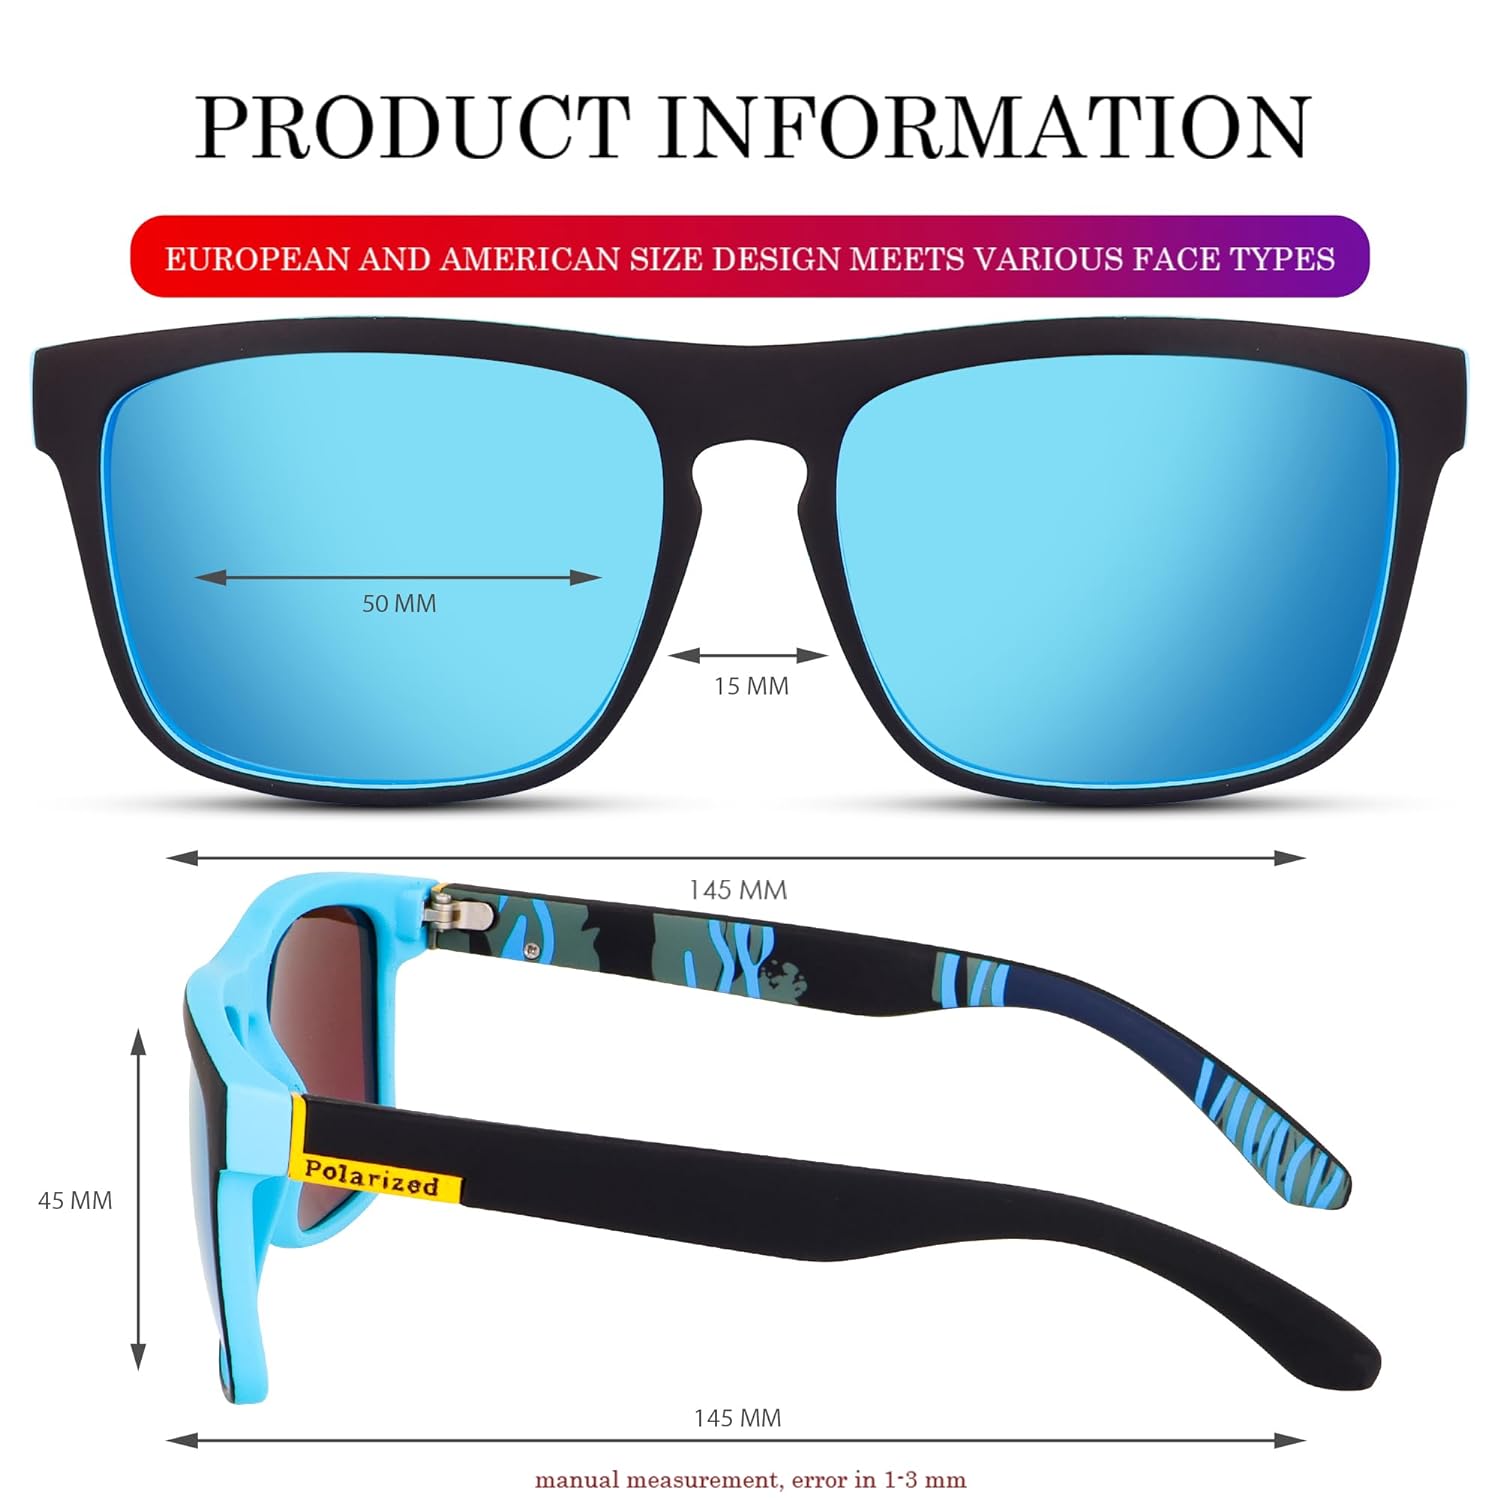 PRODUCT INFORMATION
EUROPEAN AND AMERICAN SIZE DESIGN MEETS VARIOUS FACE TYPES
50 MM
15 MM
145 MM
Polarized
45 MM
145 MM
manual measurement, error in 1-3 mm